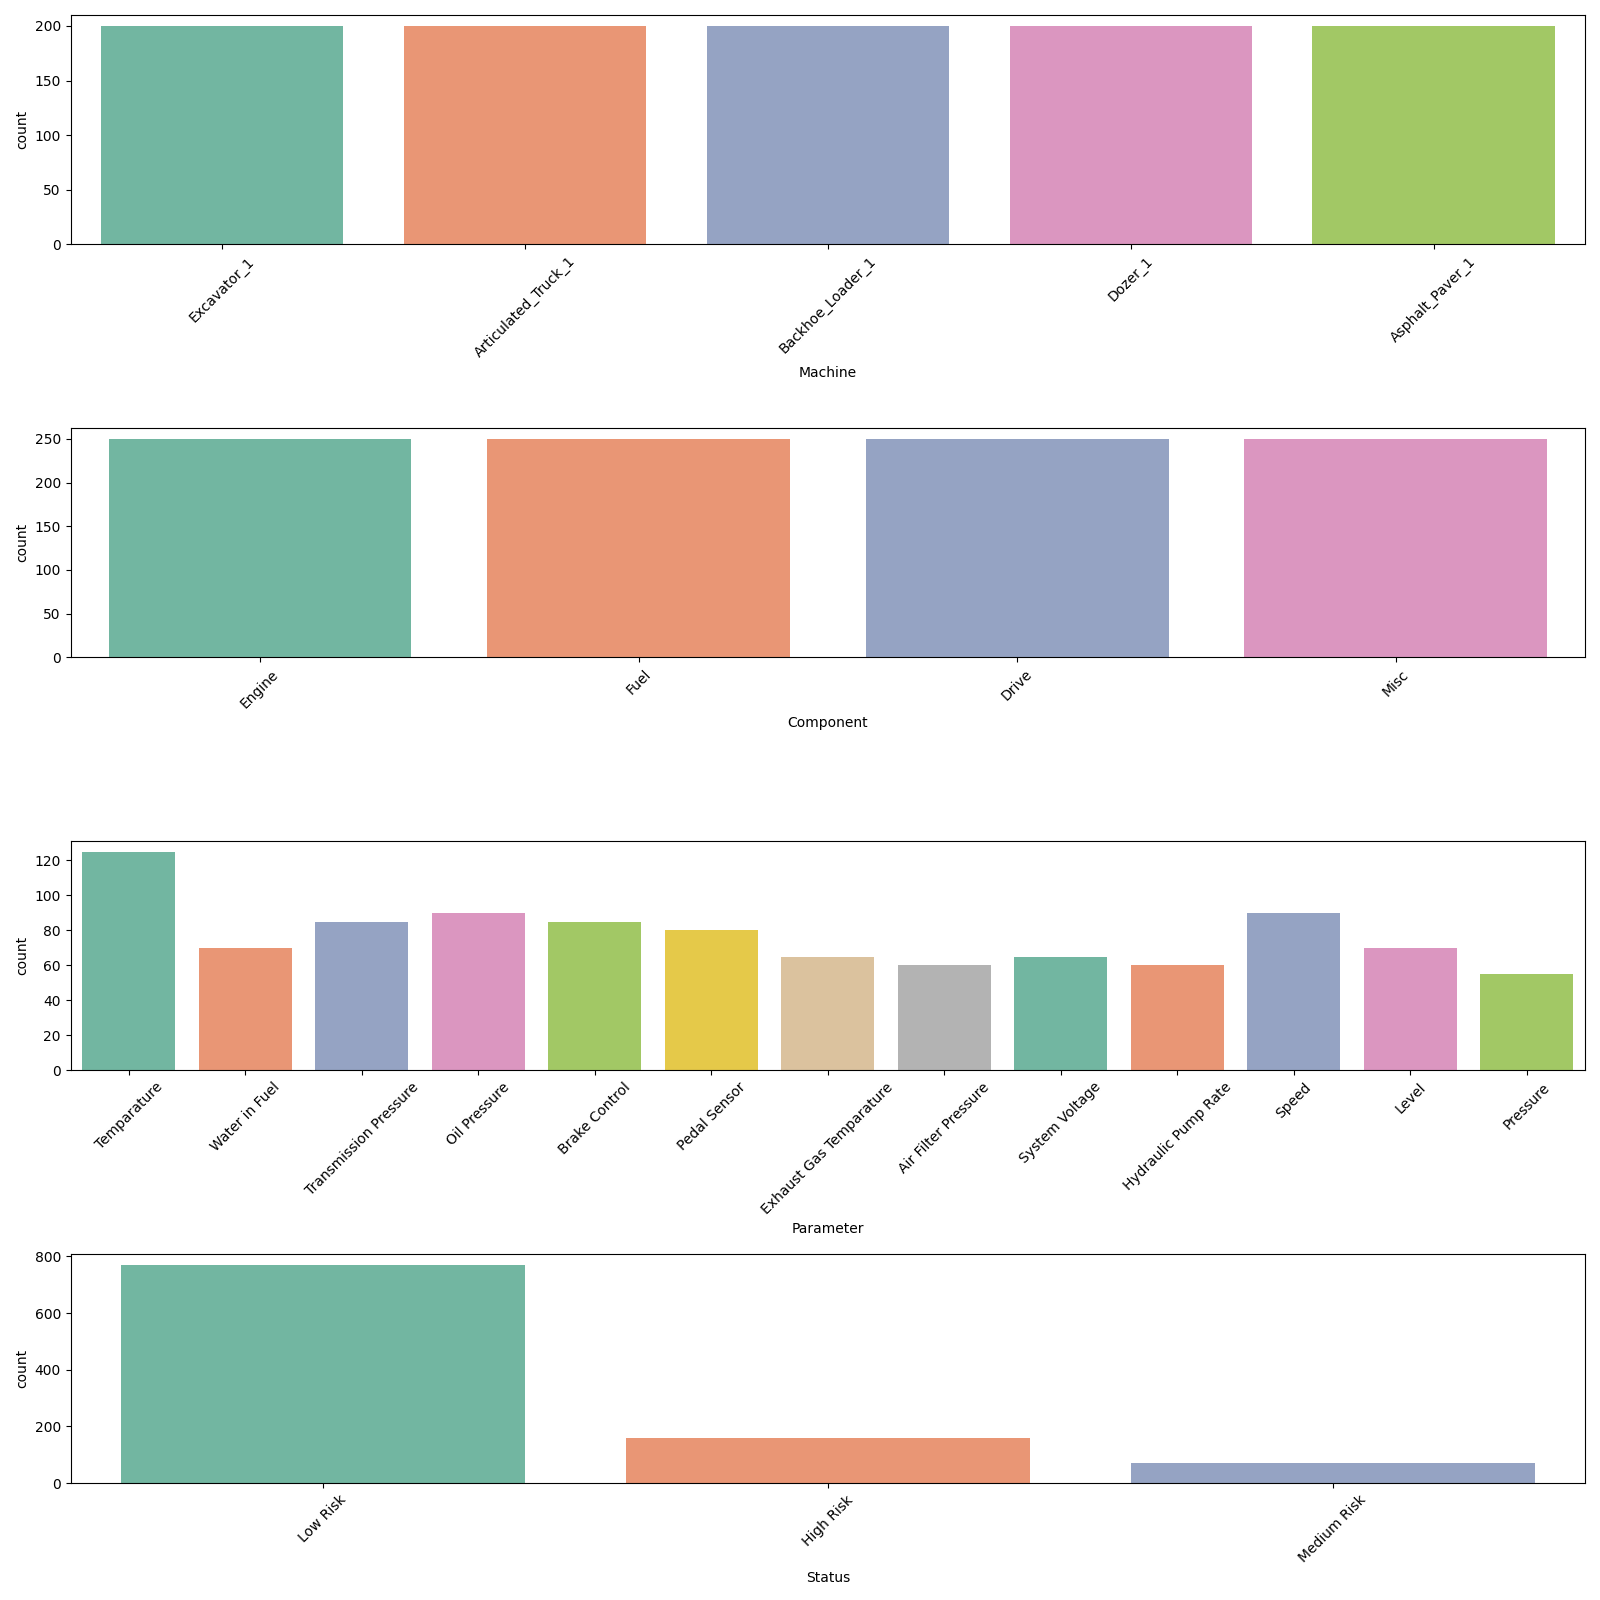 200
150
100
50
0
count
Excavator_1
Articulated_Truck_1
Backhoe_Loader_1
Dozer_1
Asphalt_Paver_1
Machine
250
200
150
100
50
0
count
Engine
Fuel
Drive
Misc
Component
120
100
80
60
40
20
0
count
Temparature
Water in Fuel
Transmission Pressure
Oil Pressure
Brake Control
Pedal Sensor
Exhaust Gas Temparature
Air Filter Pressure
System Voltage
Hydraulic Pump Rate
Speed
Level
Pressure
Parameter
800
600
400
200
0
count
Low Risk
High Risk
Medium Risk
Status